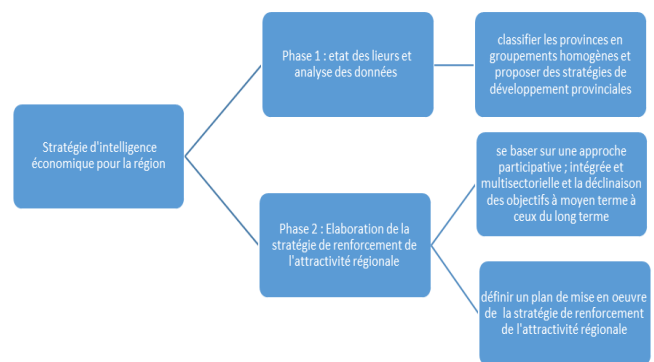 Phase 1 : etat des lieurs et
analyse des données
classifier les provinces en
groupements homogènes et
proposer des stratégies de
développement provinciales
Stratégie d'intelligence
économique pour la région
se baser sur une approche
participative ; intégrée et
multisectorielle et la déclinaison
des objectifs à moyen terme à
ceux du long terme
Phase 2 : Elaboration de la
stratégie de renforcement de
l'attractivité régionale
définir un plan de mise en oeuvre
de la stratégie de renforcement
de l'attractivité régionale